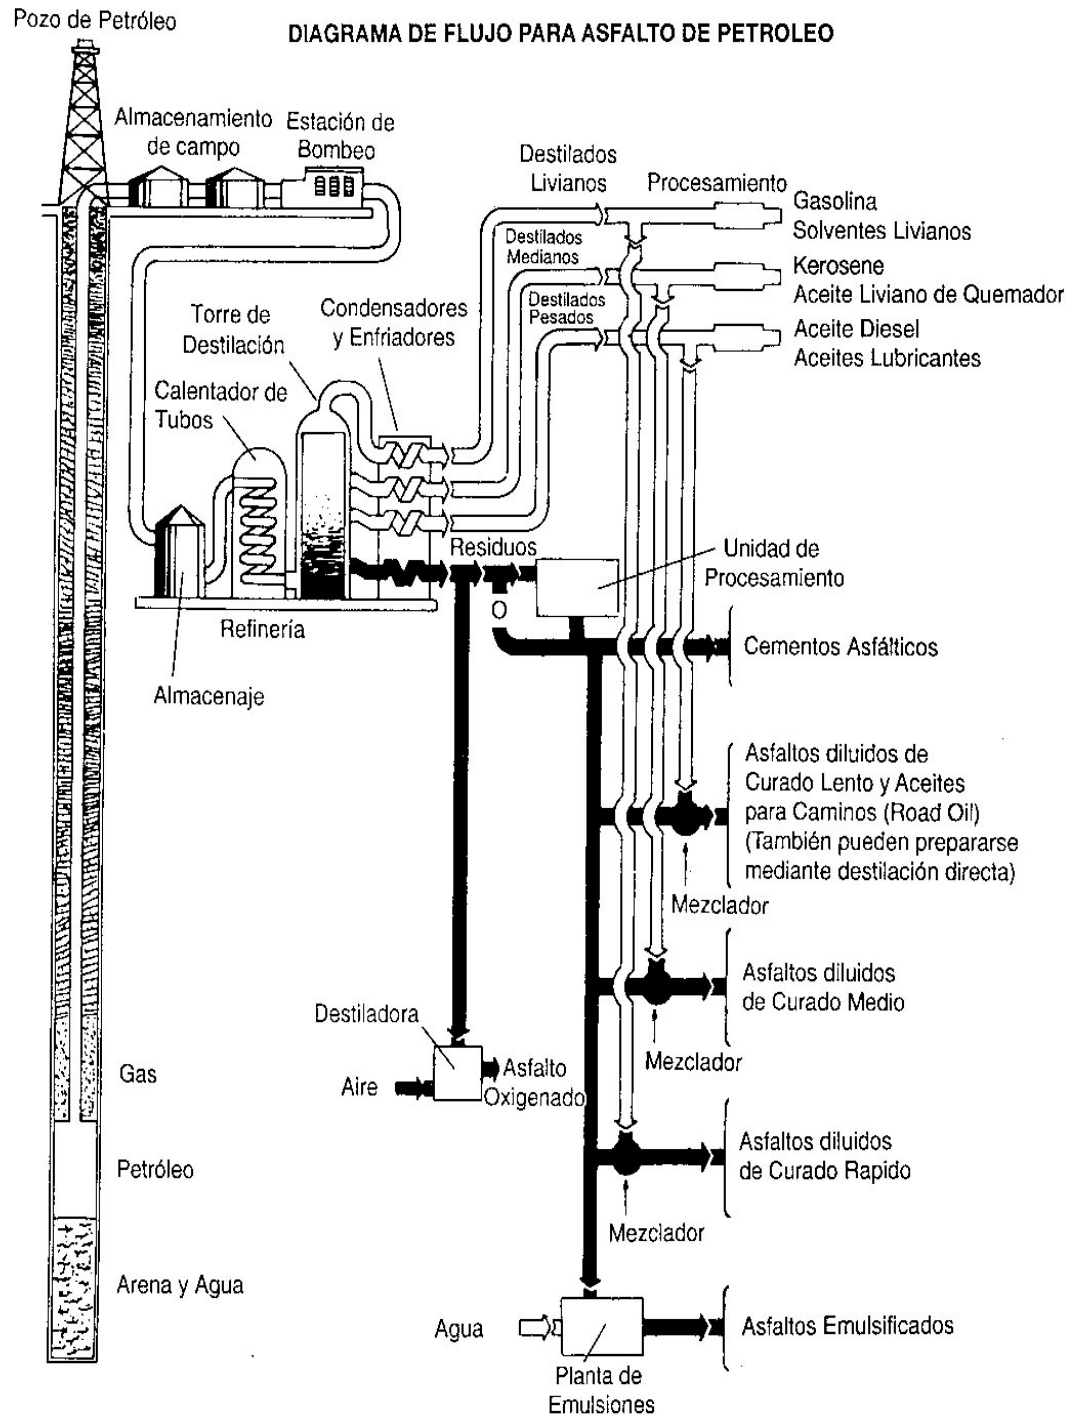 Pozo de Petróleo
DIAGRAMA DE FLUJO PARA ASFALTO DE PETROLEO
Almacenamiento
de campo
Estación de
Bombeo
Destilados
Livianos
Procesamiento
Gasolina
Solventes Livianos
Destilados
Medianos
Kerosene
Aceite Liviano de Quemador
Destilados
Pesados
Aceite Diesel
Aceites Lubricantes
Torre de
Destilación
Condensadores
y Enfriadores
Calentador de
Tubos
Residuos
Unidad de
Procesamiento
O
Refinería
Almacenaje
Cementos Asfálticos
Asfaltos diluidos de
Curado Lento y Aceites
para Caminos (Road Oil)
(También pueden prepararse
mediante destilación directa)
Mezclador
Asfaltos diluidos
de Curado Medio
Mezclador
Destiladora
Aire
Asfalto
Oxigenado
Gas
Petróleo
Arena y Agua
Asfaltos diluidos
de Curado Rapido
Mezclador
Agua
Asfaltos Emulsificados
Planta de
Emulsiones